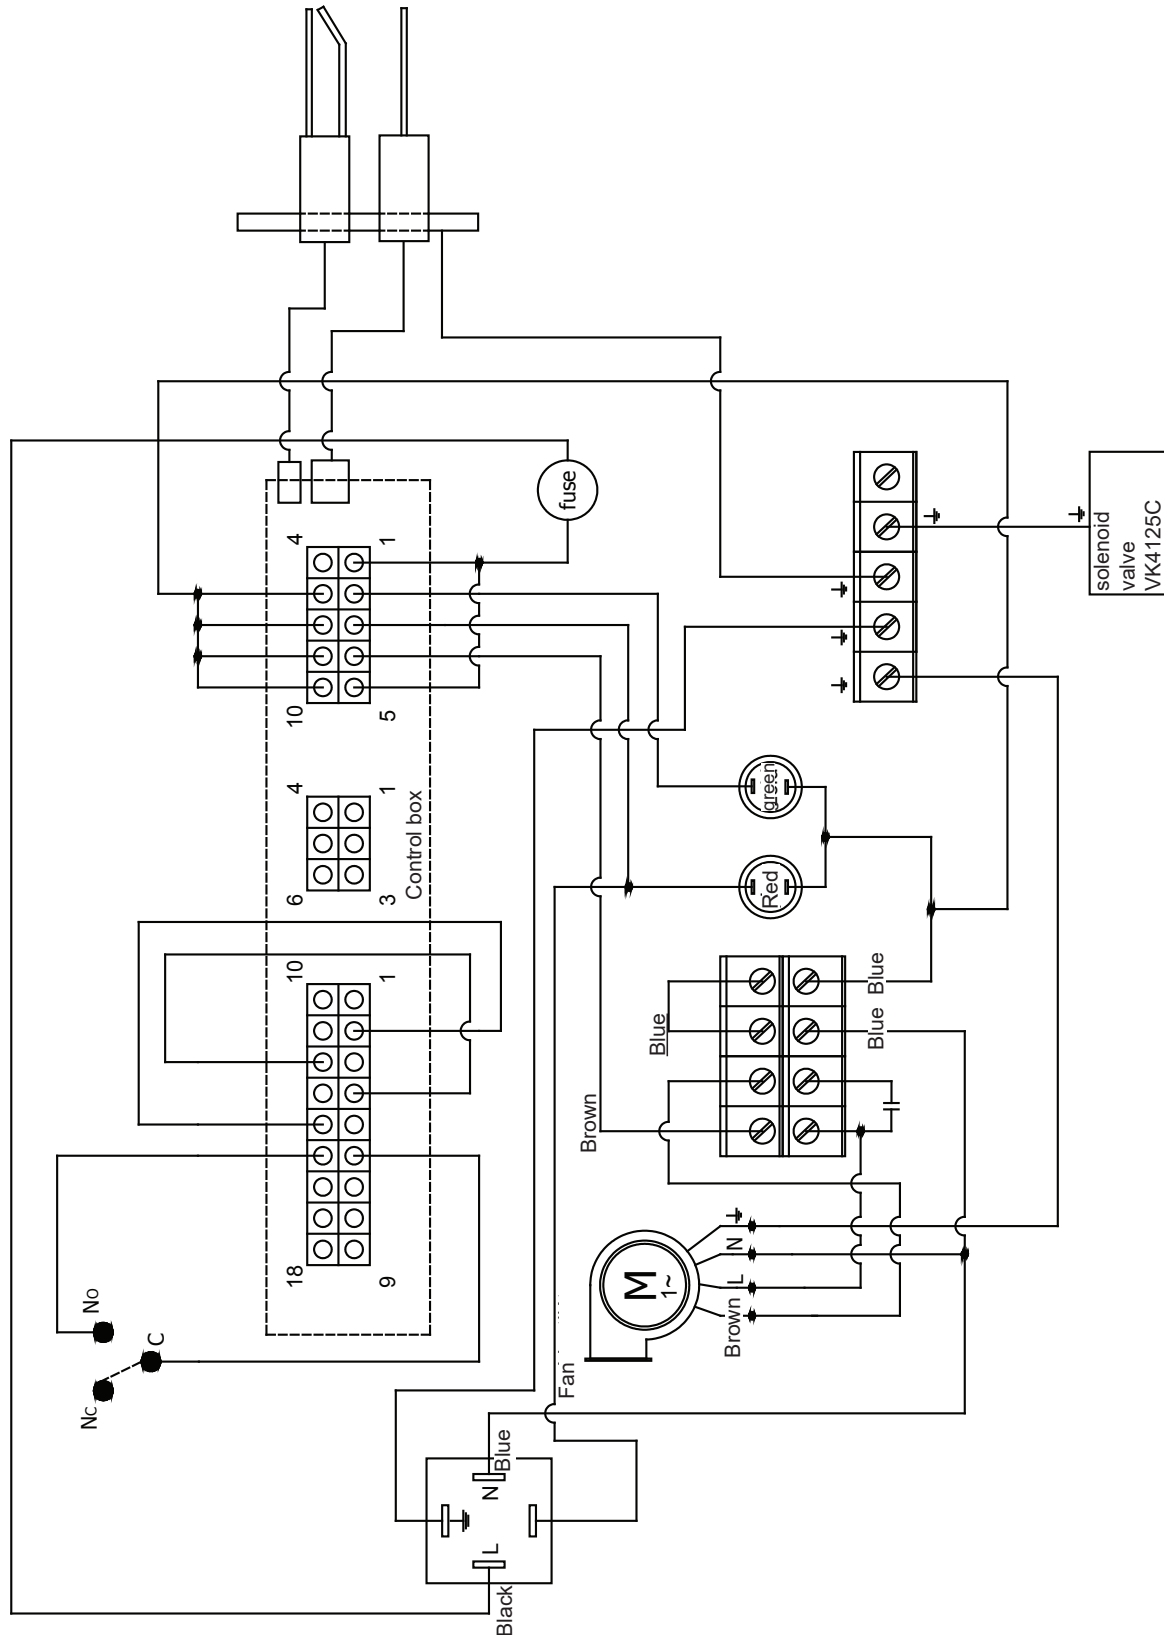 fuse
4
1
10
5
solenoid
valve
VK4125C
4
1
6
3
Control box
green
Red
10
1
18
9
Blue
Blue
Blue
Brown
No
C
Nc
M
1~
N
L
Brown
Fan
Blue
N
L
Black